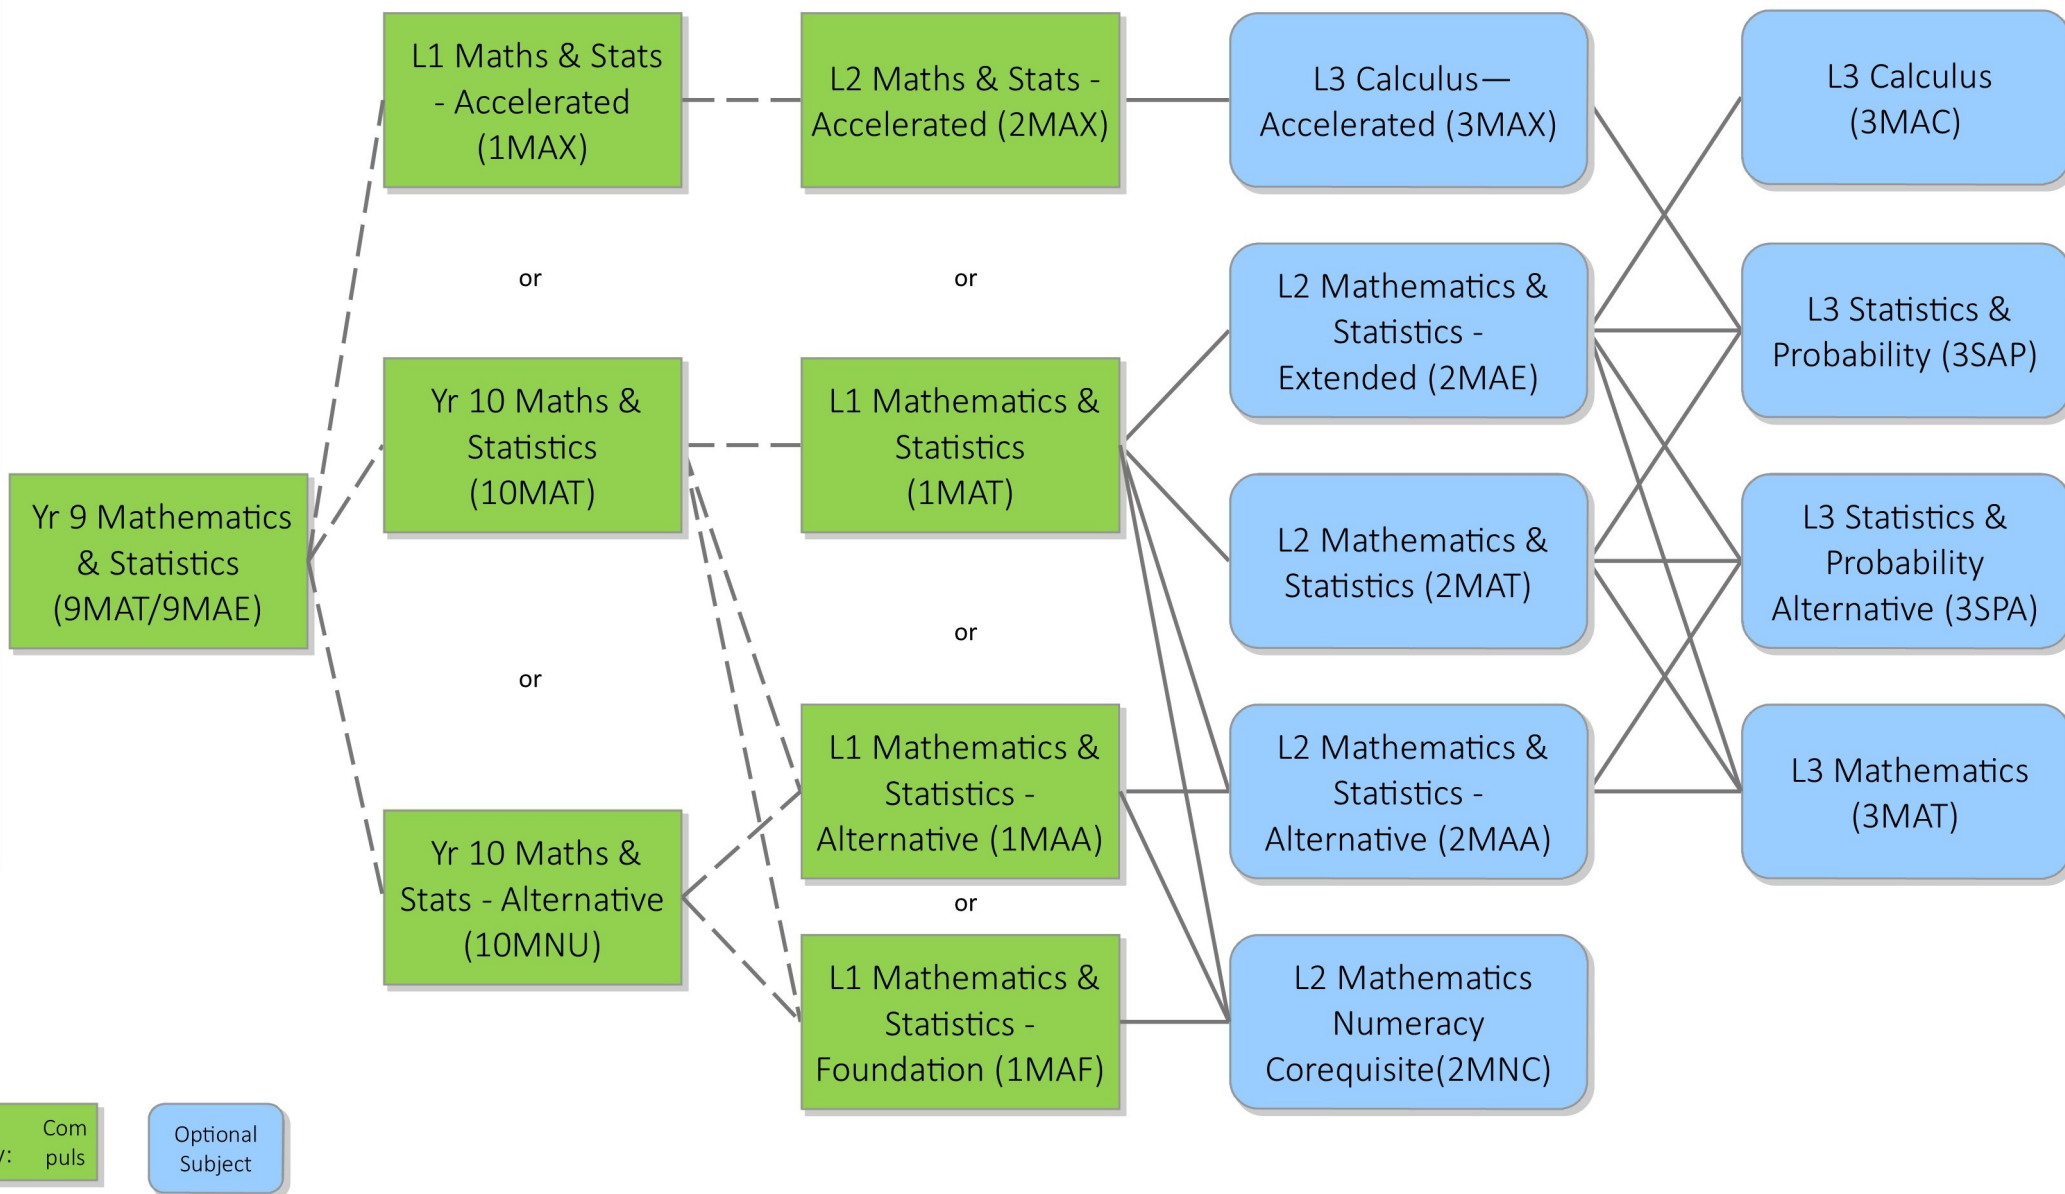 L1 Maths & Stats
- Accelerated
(1MAX)
L2 Maths & Stats -
Accelerated (2MAX)
L3 Calculus—
Accelerated (3MAX)
L3 Calculus
(3MAC)
or
or
Yr 10 Maths &
Statistics
(10MAT)
L1 Mathematics &
Statistics
(1MAT)
L2 Mathematics &
Statistics -
Extended (2MAE)
L3 Statistics &
Probability (3SAP)
Yr 9 Mathematics
& Statistics
(9MAT/9MAE)
L2 Mathematics &
Statistics (2MAT)
L3 Statistics &
Probability
Alternative (3SPA)
or
or
Yr 10 Maths &
Stats - Alternative
(10MNU)
L1 Mathematics &
Statistics -
Alternative (1MAA)
L2 Mathematics &
Statistics -
Alternative (2MAA)
L3 Mathematics
(3MAT)
or
L1 Mathematics &
Statistics -
Foundation (1MAF)
L2 Mathematics
Numeracy
Corequisite(2MNC)
Com
puls
Optional
Subject